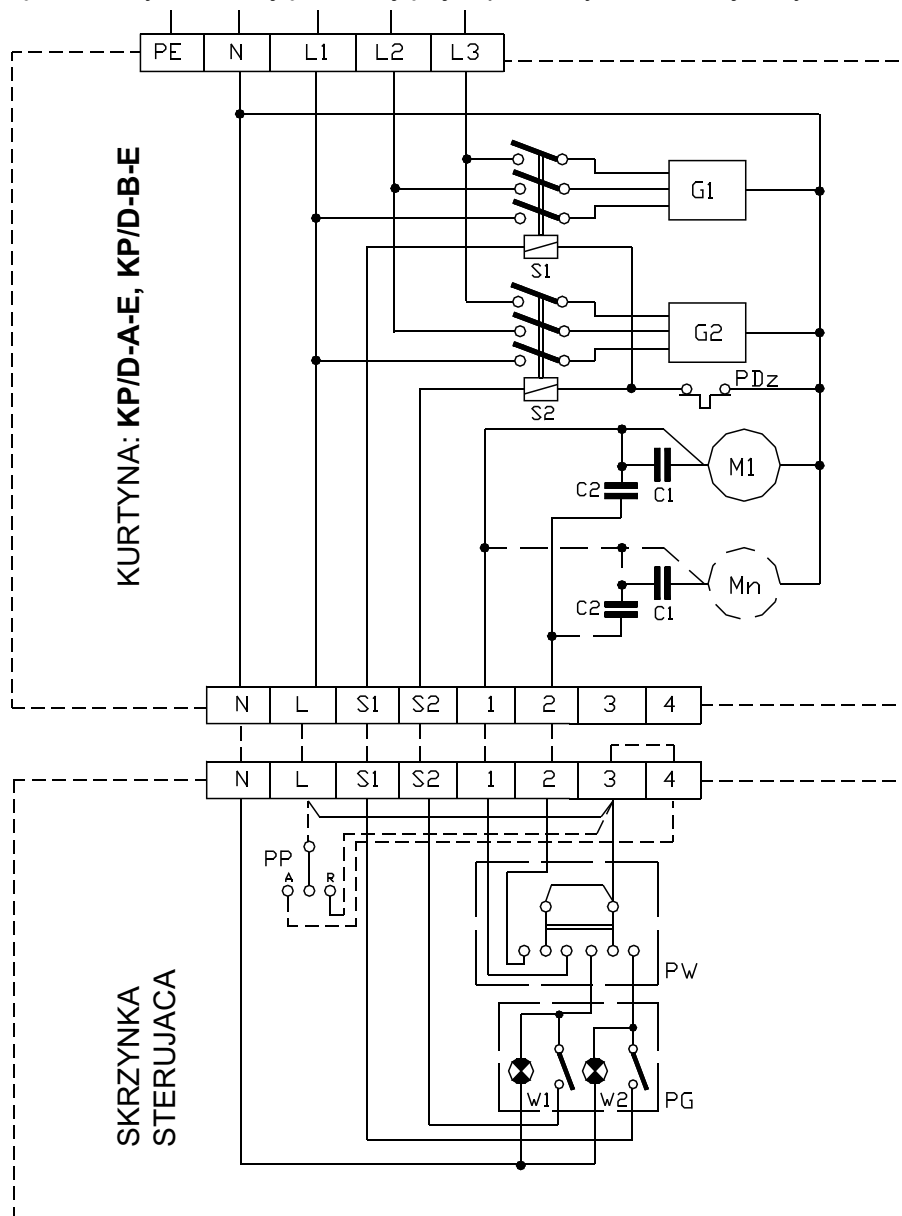 PE N L1 L2 L3
KURTYNA: KP/D-A-E, KP/D-B-E
G1
S1
G2
PDz
S2
M1
C2
C1
Mn
C2
C1
N L S1 S2 1 2 3 4
N L S1 S2 1 2 3 4
PP
A R
PW
SKRZYNKA
STERUJACA
W1 W2 PG